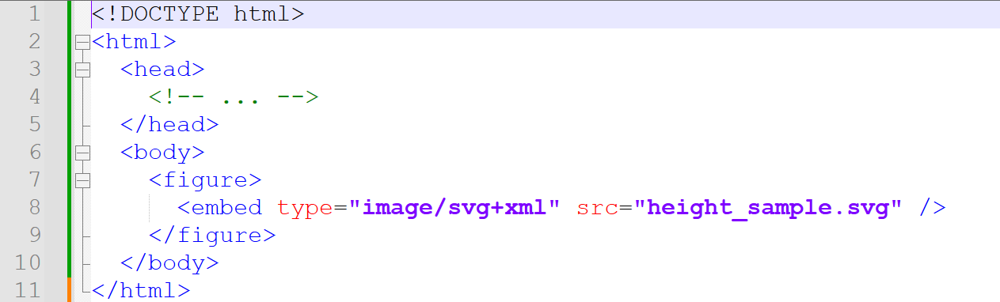 1 <!DOCTYPE html>
2 <html>
3   <head>
4     <!-- ... -->
5   </head>
6   <body>
7     <figure>
8       <embed type="image/svg+xml" src="height_sample.svg" />
9     </figure>
10   </body>
11 </html>